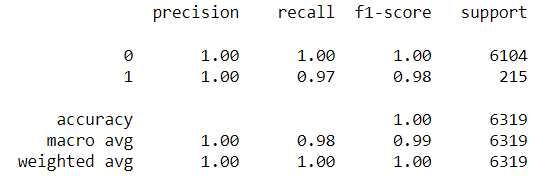 precision recall f1-score support
0 1.00 1.00 1.00 6104
1 1.00 0.97 0.98 215
accuracy 1.00 6319
macro avg 1.00 0.98 0.99 6319
weighted avg 1.00 1.00 1.00 6319